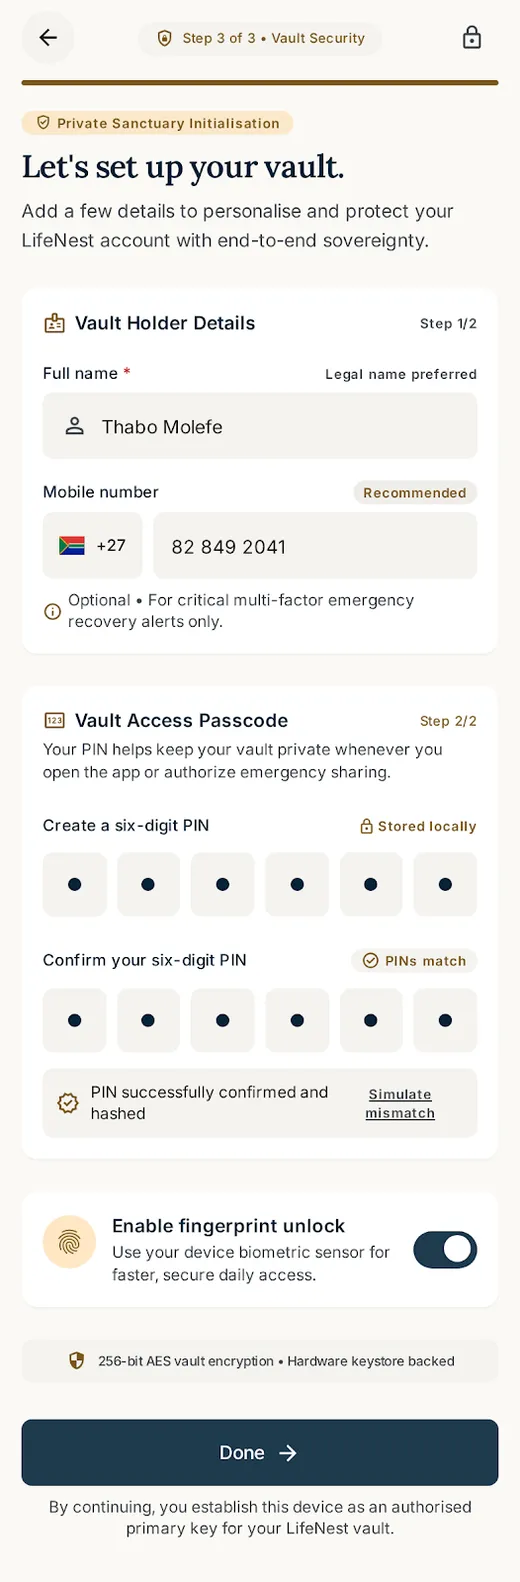 Step 3 of 3 • Vault Security
Private Sanctuary Initialisation
Let's set up your vault.
Add a few details to personalise and protect your
LifeNest account with end-to-end sovereignty.
Vault Holder Details
Step 1/2
Full name *
Legal name preferred
Thabo Molefe
Mobile number
Recommended
+27
82 849 2041
Optional • For critical multi-factor emergency
recovery alerts only.
123
Vault Access Passcode
Step 2/2
Your PIN helps keep your vault private whenever you
open the app or authorize emergency sharing.
Create a six-digit PIN
Stored locally
Confirm your six-digit PIN
PINs match
PIN successfully confirmed and
hashed
Simulate
mismatch
Enable fingerprint unlock
Use your device biometric sensor for
faster, secure daily access.
256-bit AES vault encryption • Hardware keystore backed
Done
By continuing, you establish this device as an authorised
primary key for your LifeNest vault.